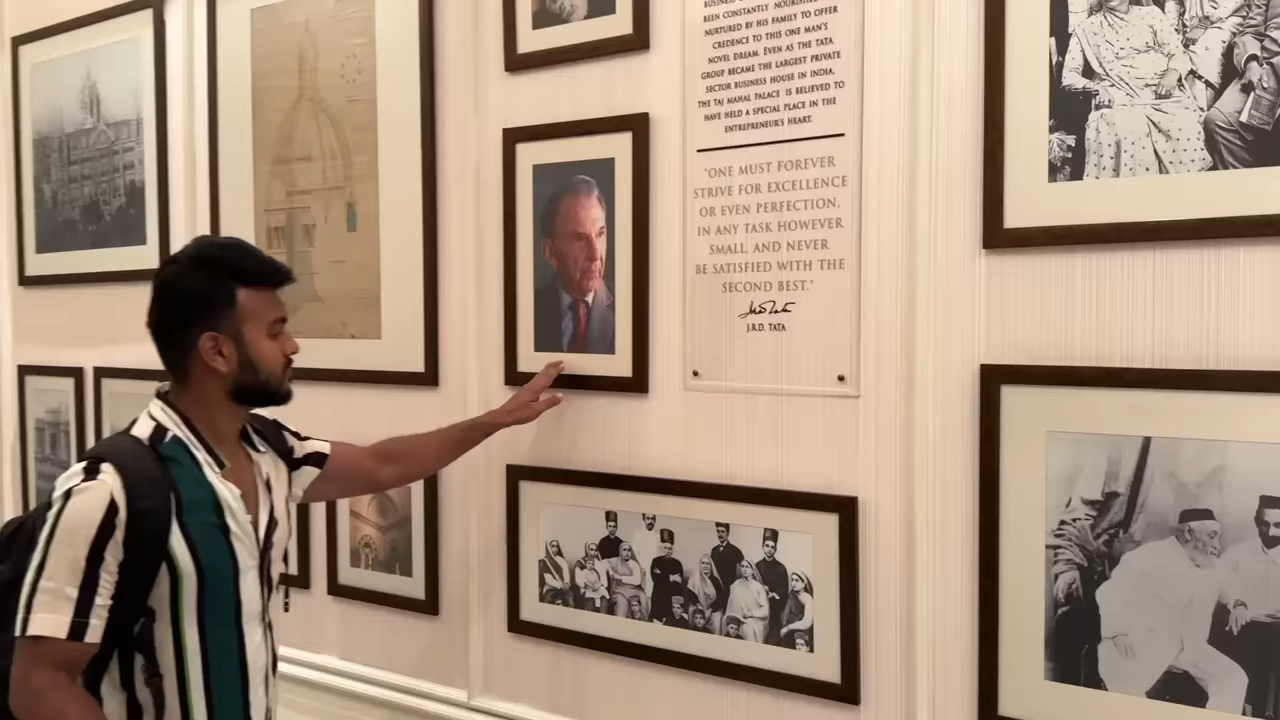 BUSINESS
BEEN CONSTANTLY NOURISHED
NURTURED BY HIS FAMILY TO OFFER
CREDENCE TO THIS ONE MAN'S
NOVEL DREAM. EVEN AS THE TATA
GROUP BECAME THE LARGEST PRIVATE
SECTOR BUSINESS HOUSE IN INDIA,
THE TAJ MAHAL PALACE IS BELIEVED TO
HAVE HELD A SPECIAL PLACE IN THE
ENTREPRENEUR'S HEART.
"ONE MUST FOREVER
STRIVE FOR EXCELLENCE
OR EVEN PERFECTION,
IN ANY TASK HOWEVER
SMALL, AND NEVER
BE SATISFIED WITH THE
SECOND BEST."
JRD Tata
J.R.D. TATA